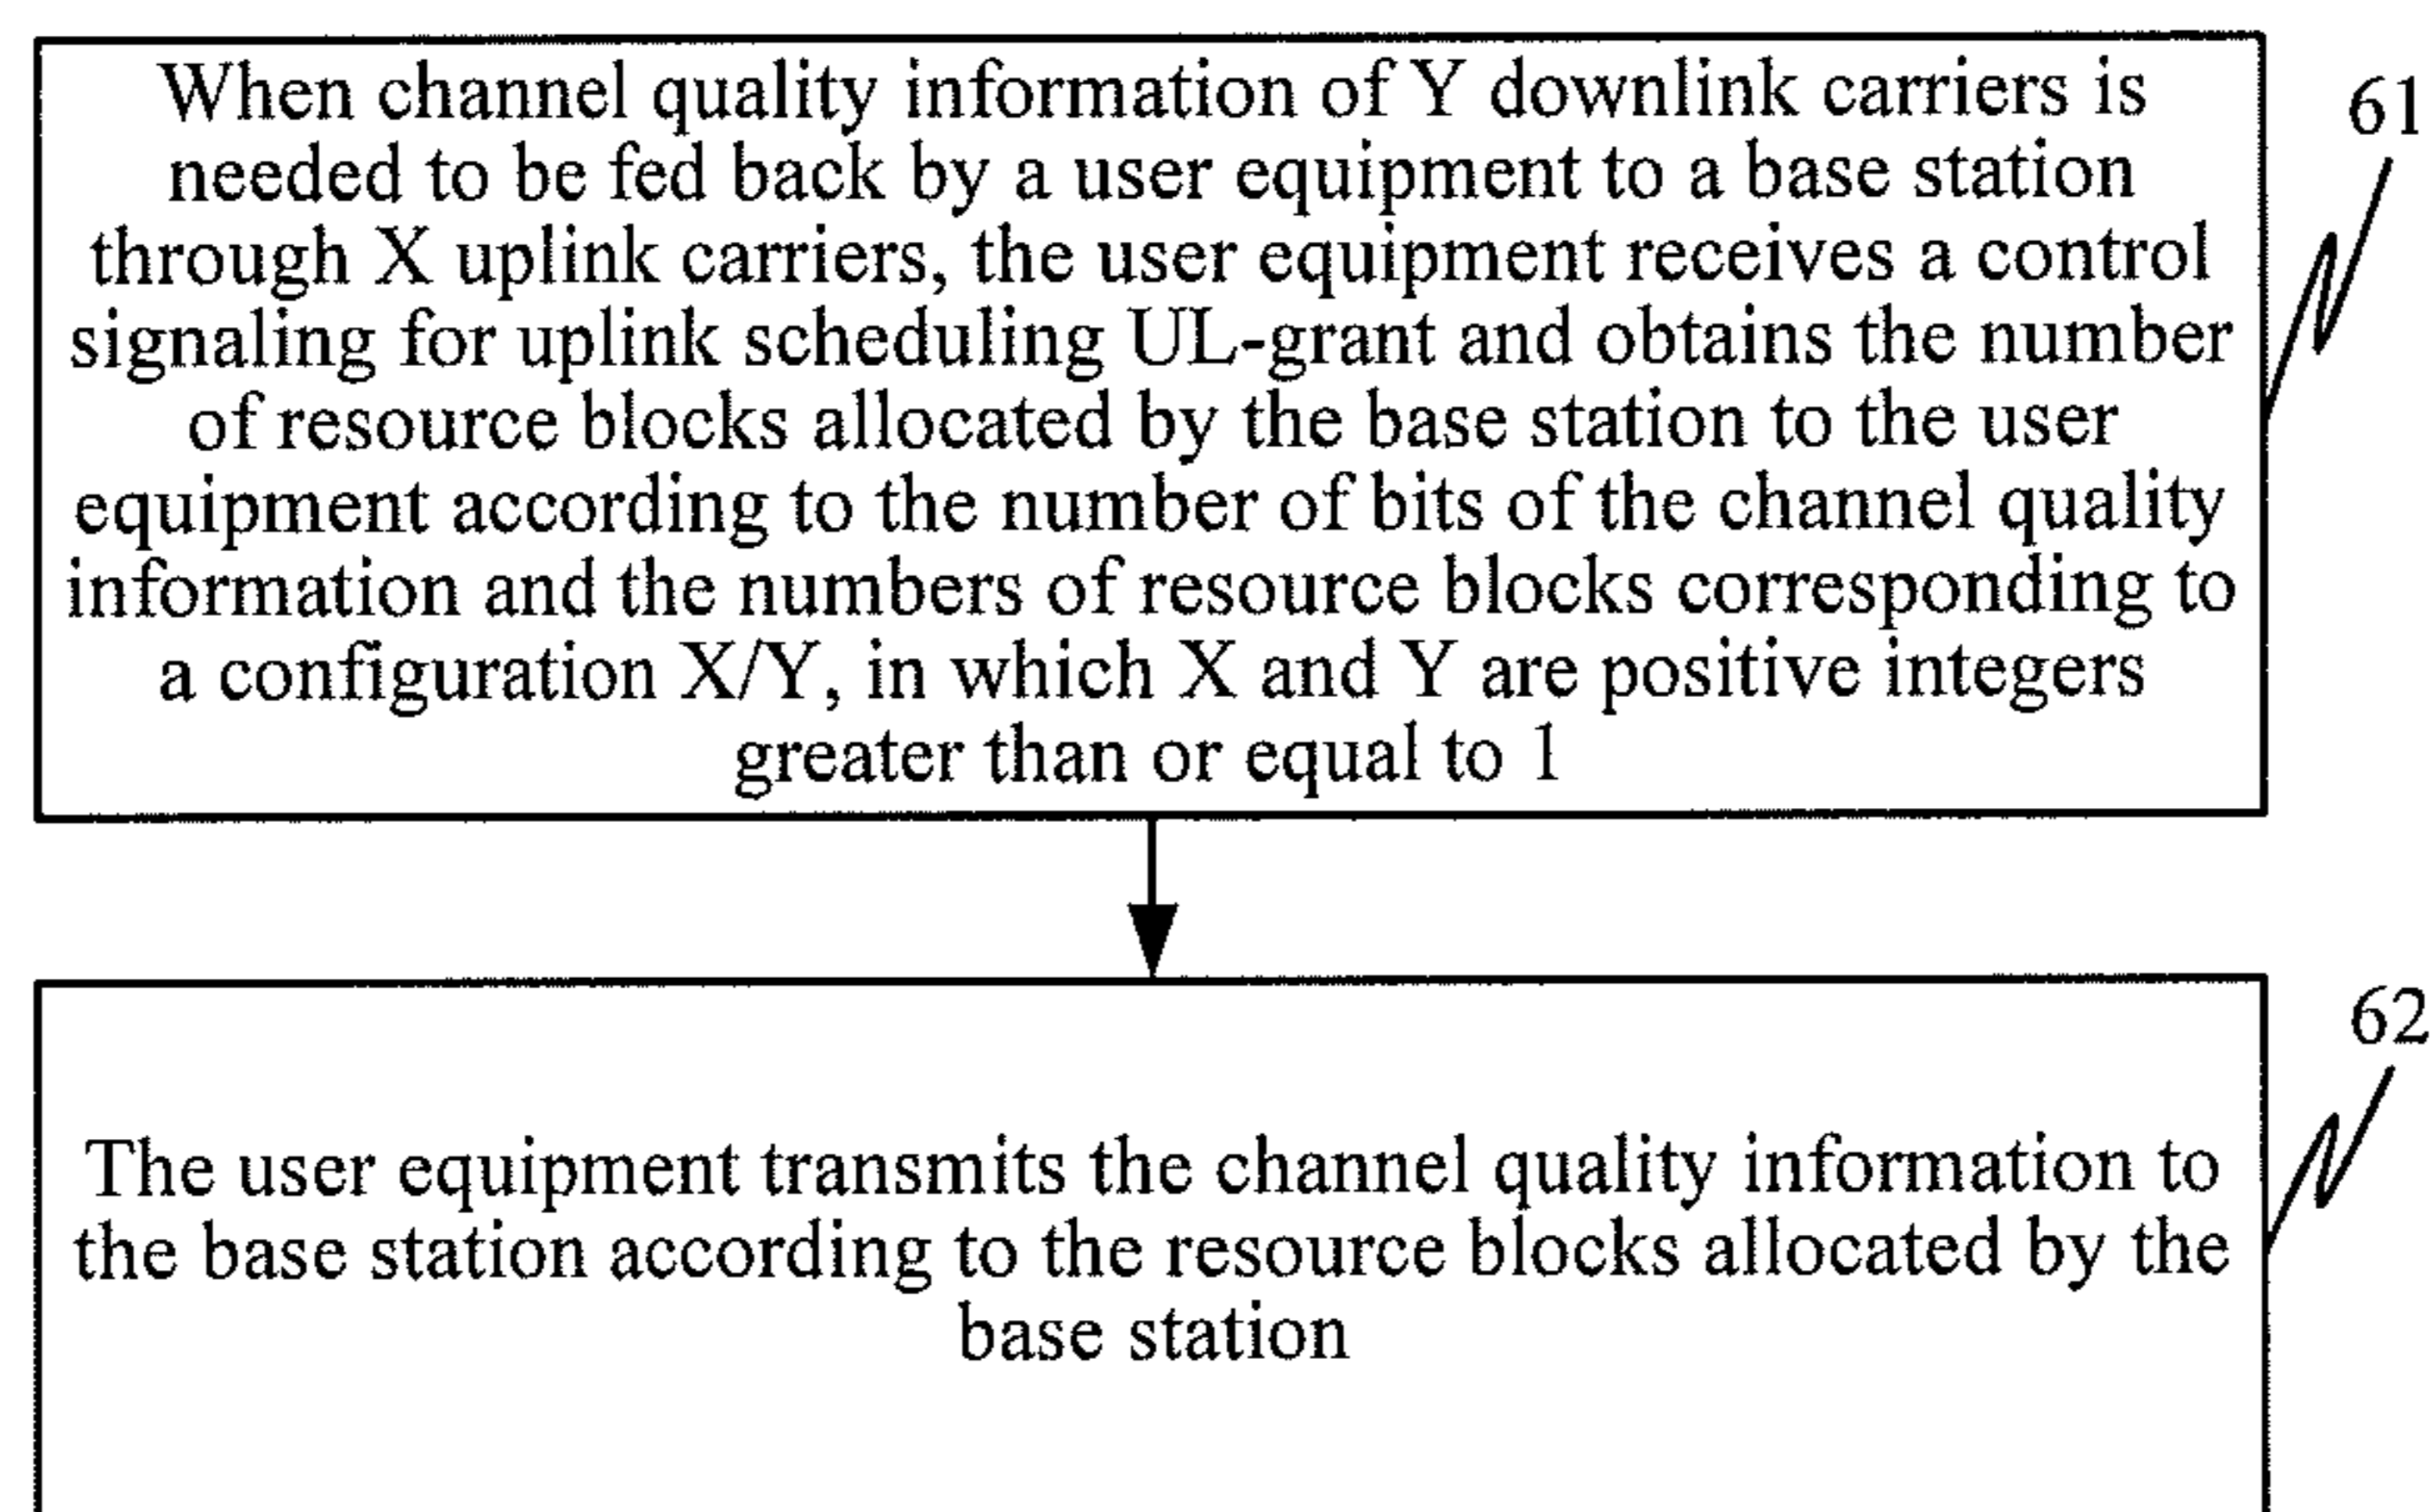 When channel quality information of Y downlink carriers is
needed to be fed back by a user equipment to a base station
through X uplink carriers, the user equipment receives a control
signaling for uplink scheduling UL-grant and obtains the number
of resource blocks allocated by the base station to the user
equipment according to the number of bits of the channel quality
information and the numbers of resource blocks corresponding to
a configuration X/Y, in which X and Y are positive integers
greater than or equal to 1
61
The user equipment transmits the channel quality information to
the base station according to the resource blocks allocated by the
base station
62